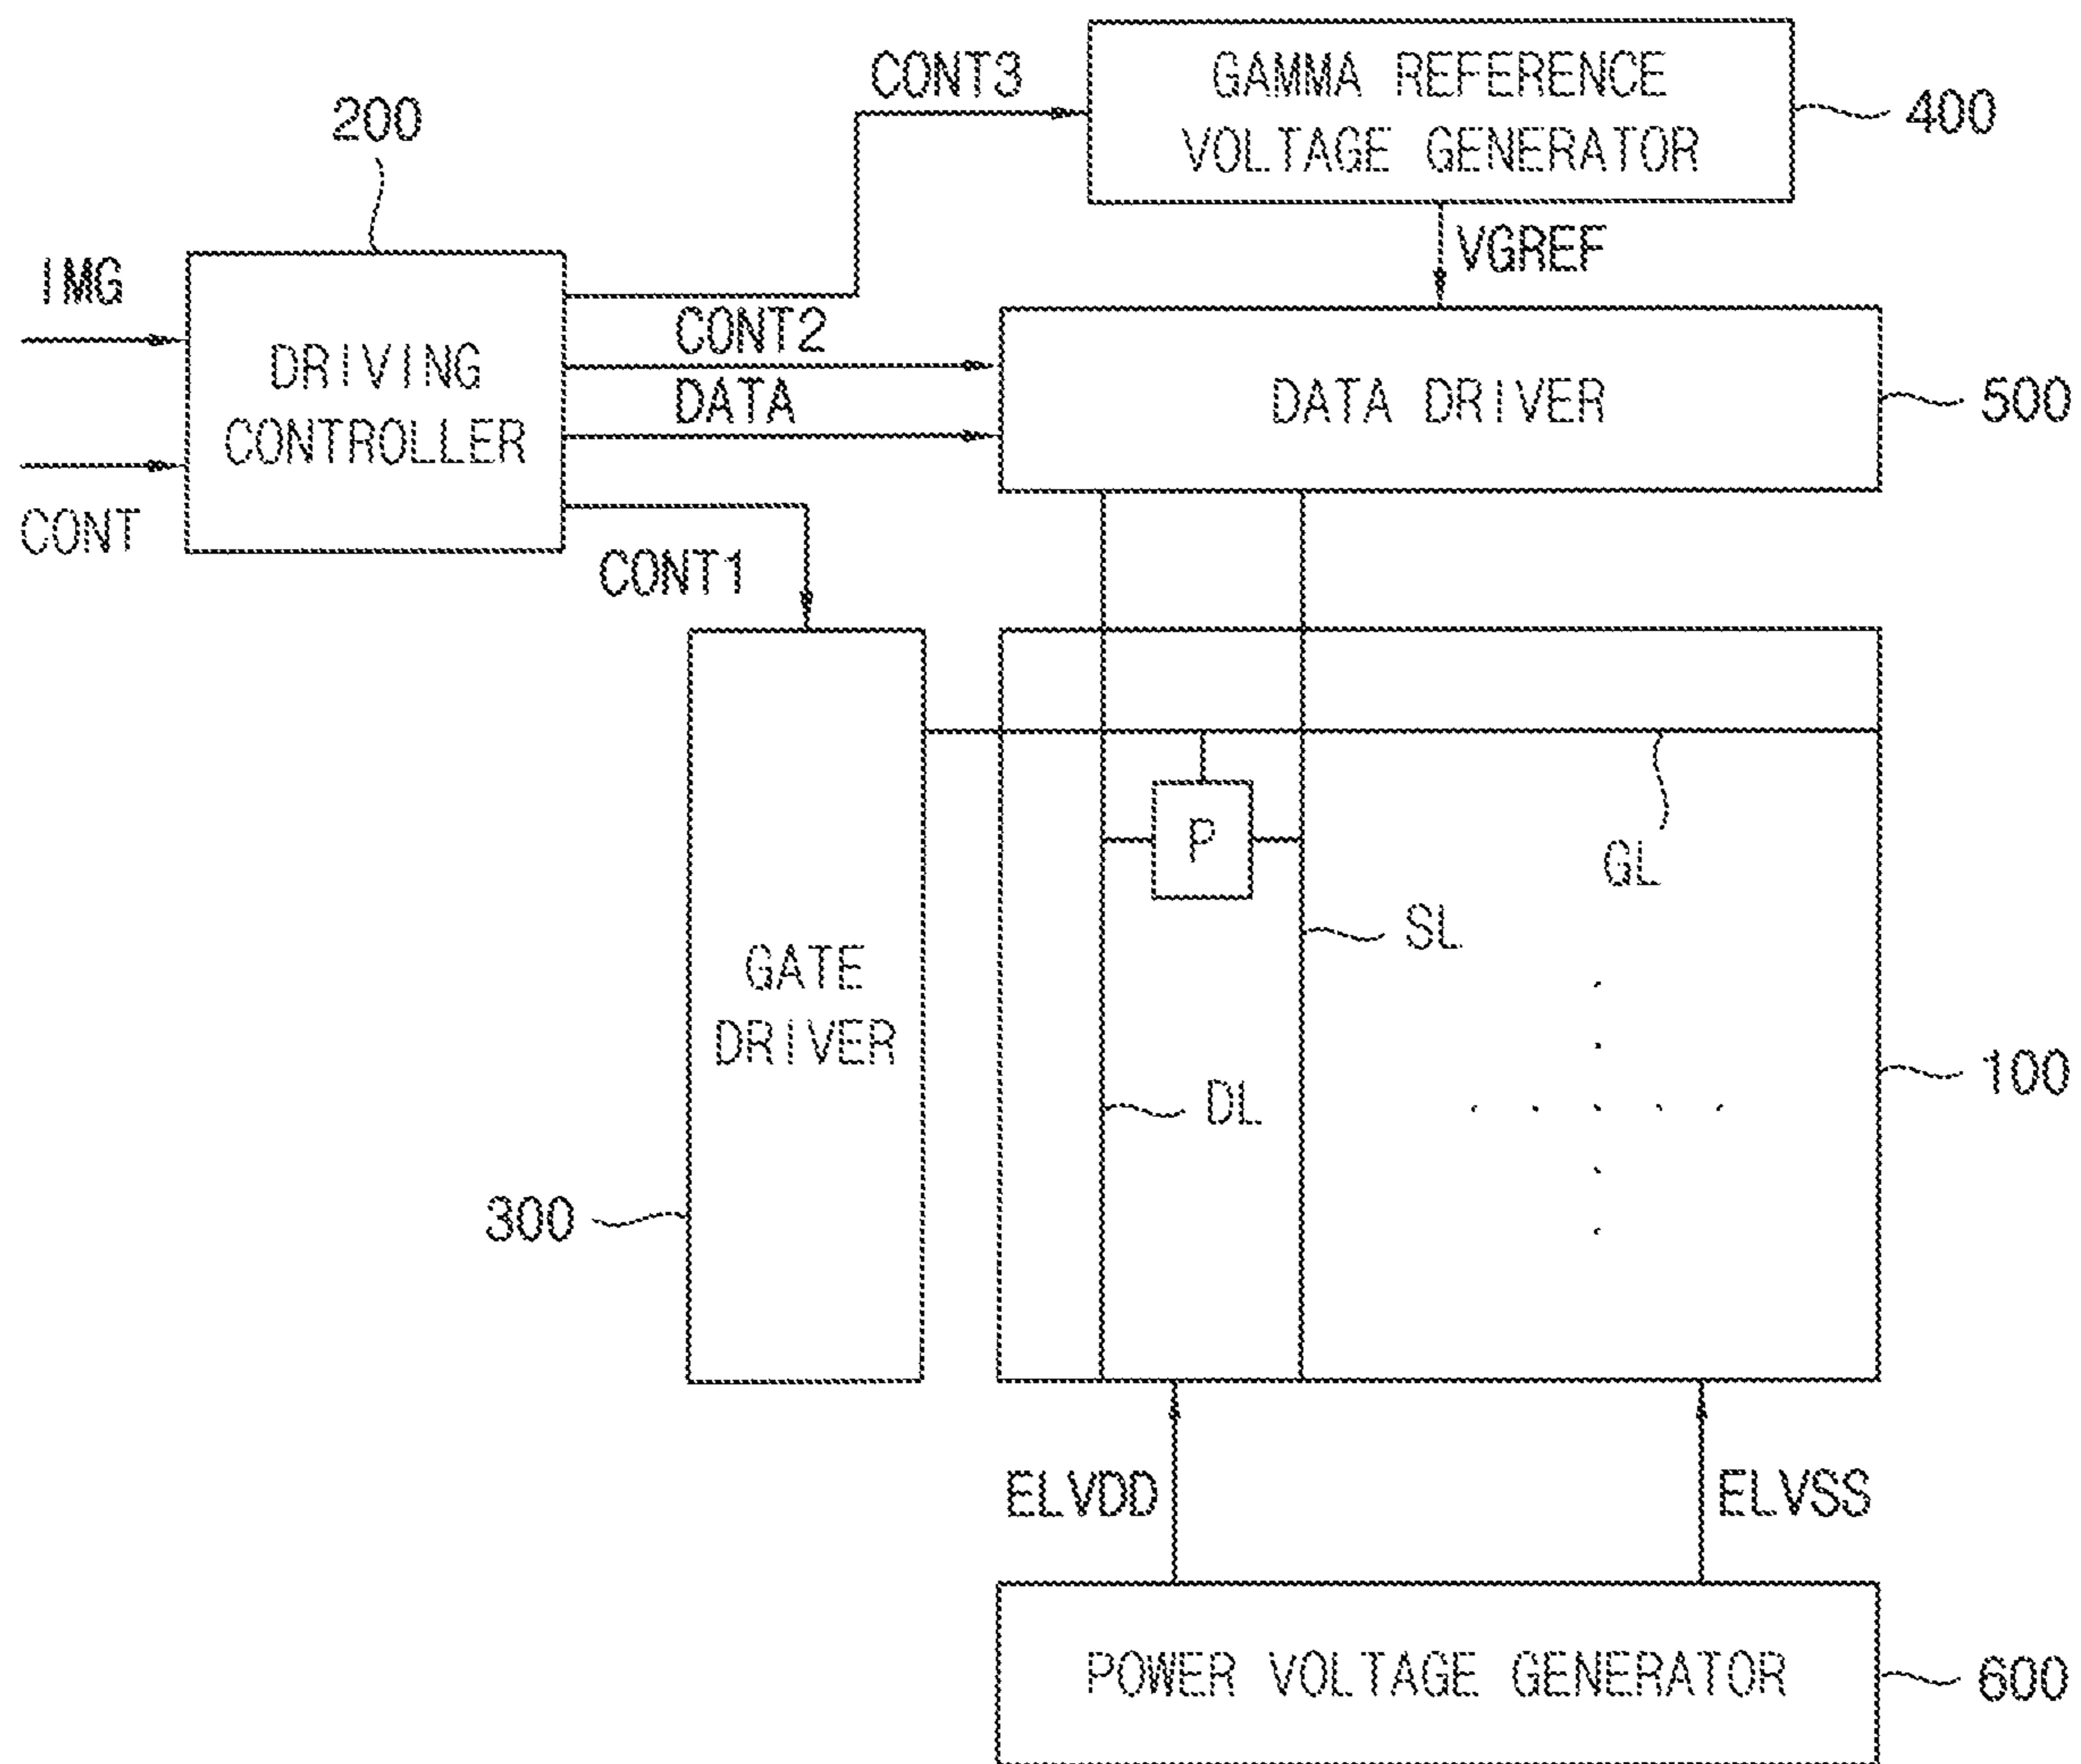 CONT3
GAMMA REFERENCE
VOLTAGE GENERATOR
400
200
VGREF
IMG
CONT2
DRIVING
CONTROLLER
DATA
DATA DRIVER
500
CONT
CONT1
P
GL
SL
GATE
DRIVER
100
DL
300
ELVDD
ELVSS
POWER VOLTAGE GENERATOR
600